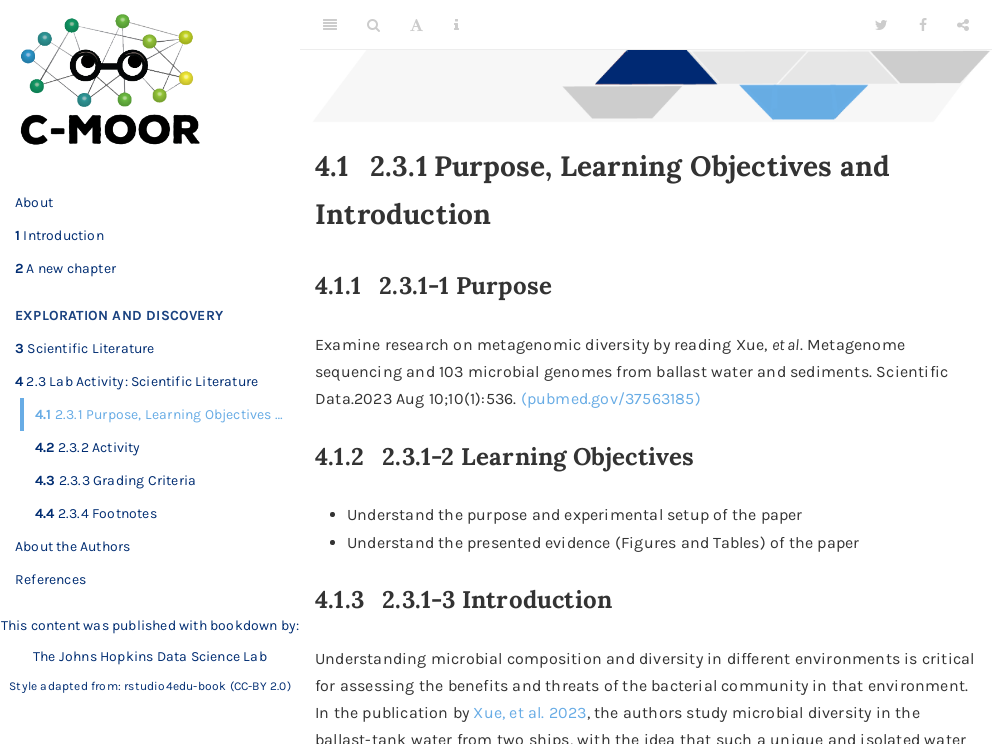 C-MOOR
About
1 Introduction
2 A new chapter
EXPLORATION AND DISCOVERY
3 Scientific Literature
4 2.3 Lab Activity: Scientific Literature
4.1 2.3.1 Purpose, Learning Objectives ...
4.2 2.3.2 Activity
4.3 2.3.3 Grading Criteria
4.4 2.3.4 Footnotes
About the Authors
References
This content was published with bookdown by:
The Johns Hopkins Data Science Lab
Style adapted from: rstudio4edu-book (CC-BY 2.0)
4.1 2.3.1 Purpose, Learning Objectives and
Introduction
4.1.1 2.3.1-1 Purpose
Examine research on metagenomic diversity by reading Xue, et al. Metagenome
sequencing and 103 microbial genomes from ballast water and sediments. Scientific
Data.2023 Aug 10;10(1):536. (pubmed.gov/37563185)
4.1.2 2.3.1-2 Learning Objectives
• Understand the purpose and experimental setup of the paper
• Understand the presented evidence (Figures and Tables) of the paper
4.1.3 2.3.1-3 Introduction
Understanding microbial composition and diversity in different environments is critical
for assessing the benefits and threats of the bacterial community in that environment.
In the publication by Xue, et al. 2023, the authors study microbial diversity in the
ballast-tank water from two ships, with the idea that such a unique and isolated water